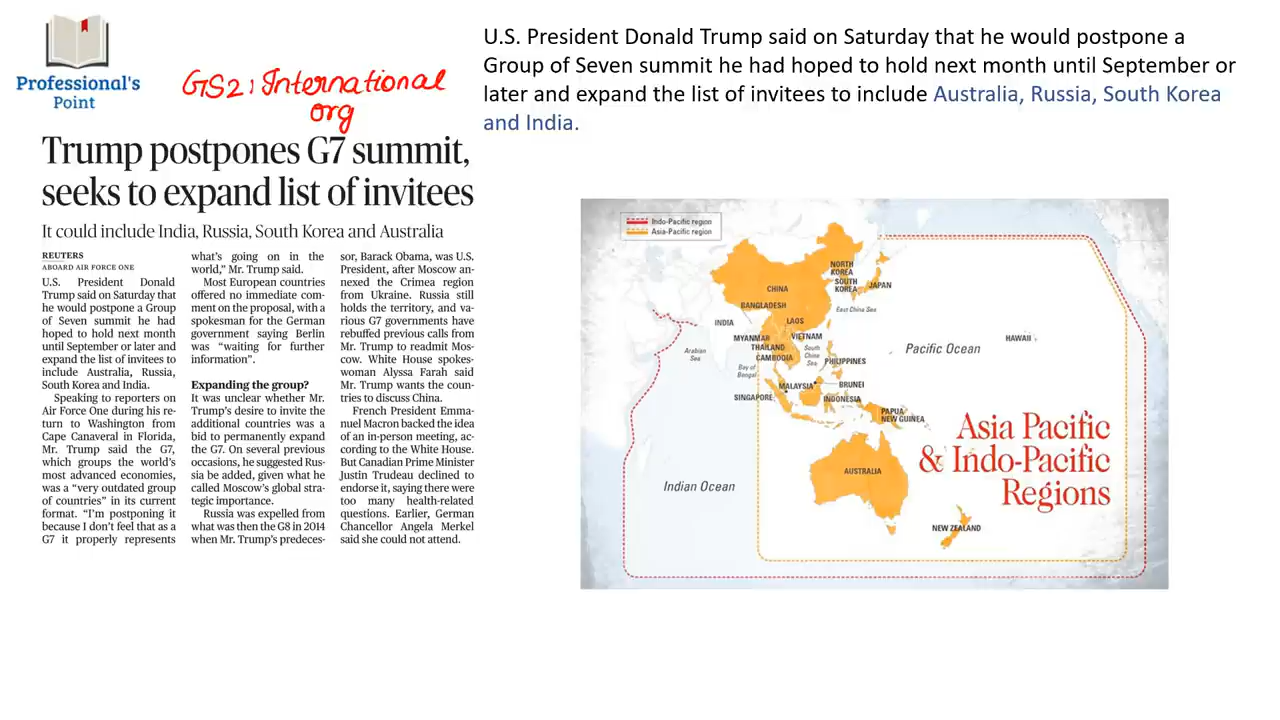 Professional's
Point
GS2: International
org
Trump postpones G7 summit,
seeks to expand list of invitees
It could include India, Russia, South Korea and Australia
REUTERS
ABOARD AIR FORCE ONE
U.S. President Donald
Trump said on Saturday that
he would postpone a Group
of Seven summit he had
hoped to hold next month
until September or later and
expand the list of invitees to
include Australia, Russia,
South Korea and India.
Speaking to reporters on
Air Force One during his re-
turn to Washington from
Cape Canaveral in Florida,
Mr. Trump said the G7,
which groups the world's
most advanced economies,
was a “very outdated group
of countries” in its current
format. “I'm postponing it
because I don't feel that as a
G7 it properly represents
what's going on in the
world,” Mr. Trump said.
Most European countries
offered no immediate com-
ment on the proposal, with a
spokesman for the German
government saying Berlin
was “waiting for further
information”.
Expanding the group?
It was unclear whether Mr.
Trump's desire to invite the
additional countries was a
bid to permanently expand
the G7. On several previous
occasions, he suggested Rus-
sia be added, given what he
called Moscow's global stra-
tegic importance.
Russia was expelled from
what was then the G8 in 2014
when Mr. Trump's predeces-
sor, Barack Obama, was U.S.
President, after Moscow an-
nexed the Crimea region
from Ukraine. Russia still
holds the territory, and va-
rious G7 governments have
rebuffed previous calls from
Mr. Trump to readmit Mos-
cow. White House spokes-
woman Alyssa Farah said
Mr. Trump wants the coun-
tries to discuss China.
French President Emma-
nuel Macron backed the idea
of an in-person meeting, ac-
cording to the White House.
But Canadian Prime Minister
Justin Trudeau declined to
endorse it, saying there were
too many health-related
questions. Earlier, German
Chancellor Angela Merkel
said she could not attend.
U.S. President Donald Trump said on Saturday that he would postpone a
Group of Seven summit he had hoped to hold next month until September or
later and expand the list of invitees to include Australia, Russia, South Korea
and India.
Indo-Pacific region
Asia-Pacific region
NORTH
KOREA
SOUTH
KOREA
JAPAN
CHINA
BANGLADESH
East China Sea
INDIA
LAOS
MYANMAR
VIETNAM
THAILAND
CAMBODIA
South
China
Sea
PHILIPPINES
Arabian
Sea
Bay of
Bengal
MALAYSIA
BRUNEI
SINGAPORE
INDONESIA
PAPUA
NEW GUINEA
Pacific Ocean
HAWAII
AUSTRALIA
Indian Ocean
NEW ZEALAND
Asia Pacific
& Indo-Pacific
Regions